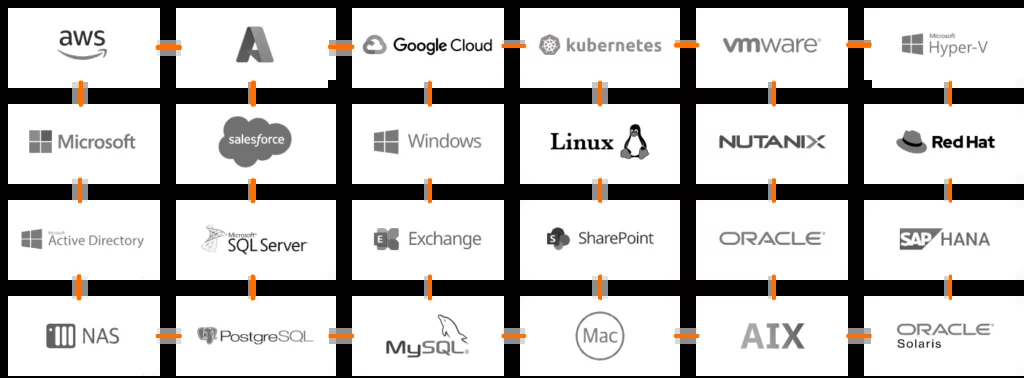 aws
Google Cloud
kubernetes
vmware®
Microsoft
Hyper-V
Microsoft
salesforce
Windows
Linux
NUTANIX
Red Hat
Active Directory
Microsoft®
SQL Server
E Exchange
S SharePoint
ORACLE®
SAP HANA
NAS
PostgreSQL
MySQL®
Mac
AIX
ORACLE®
Solaris